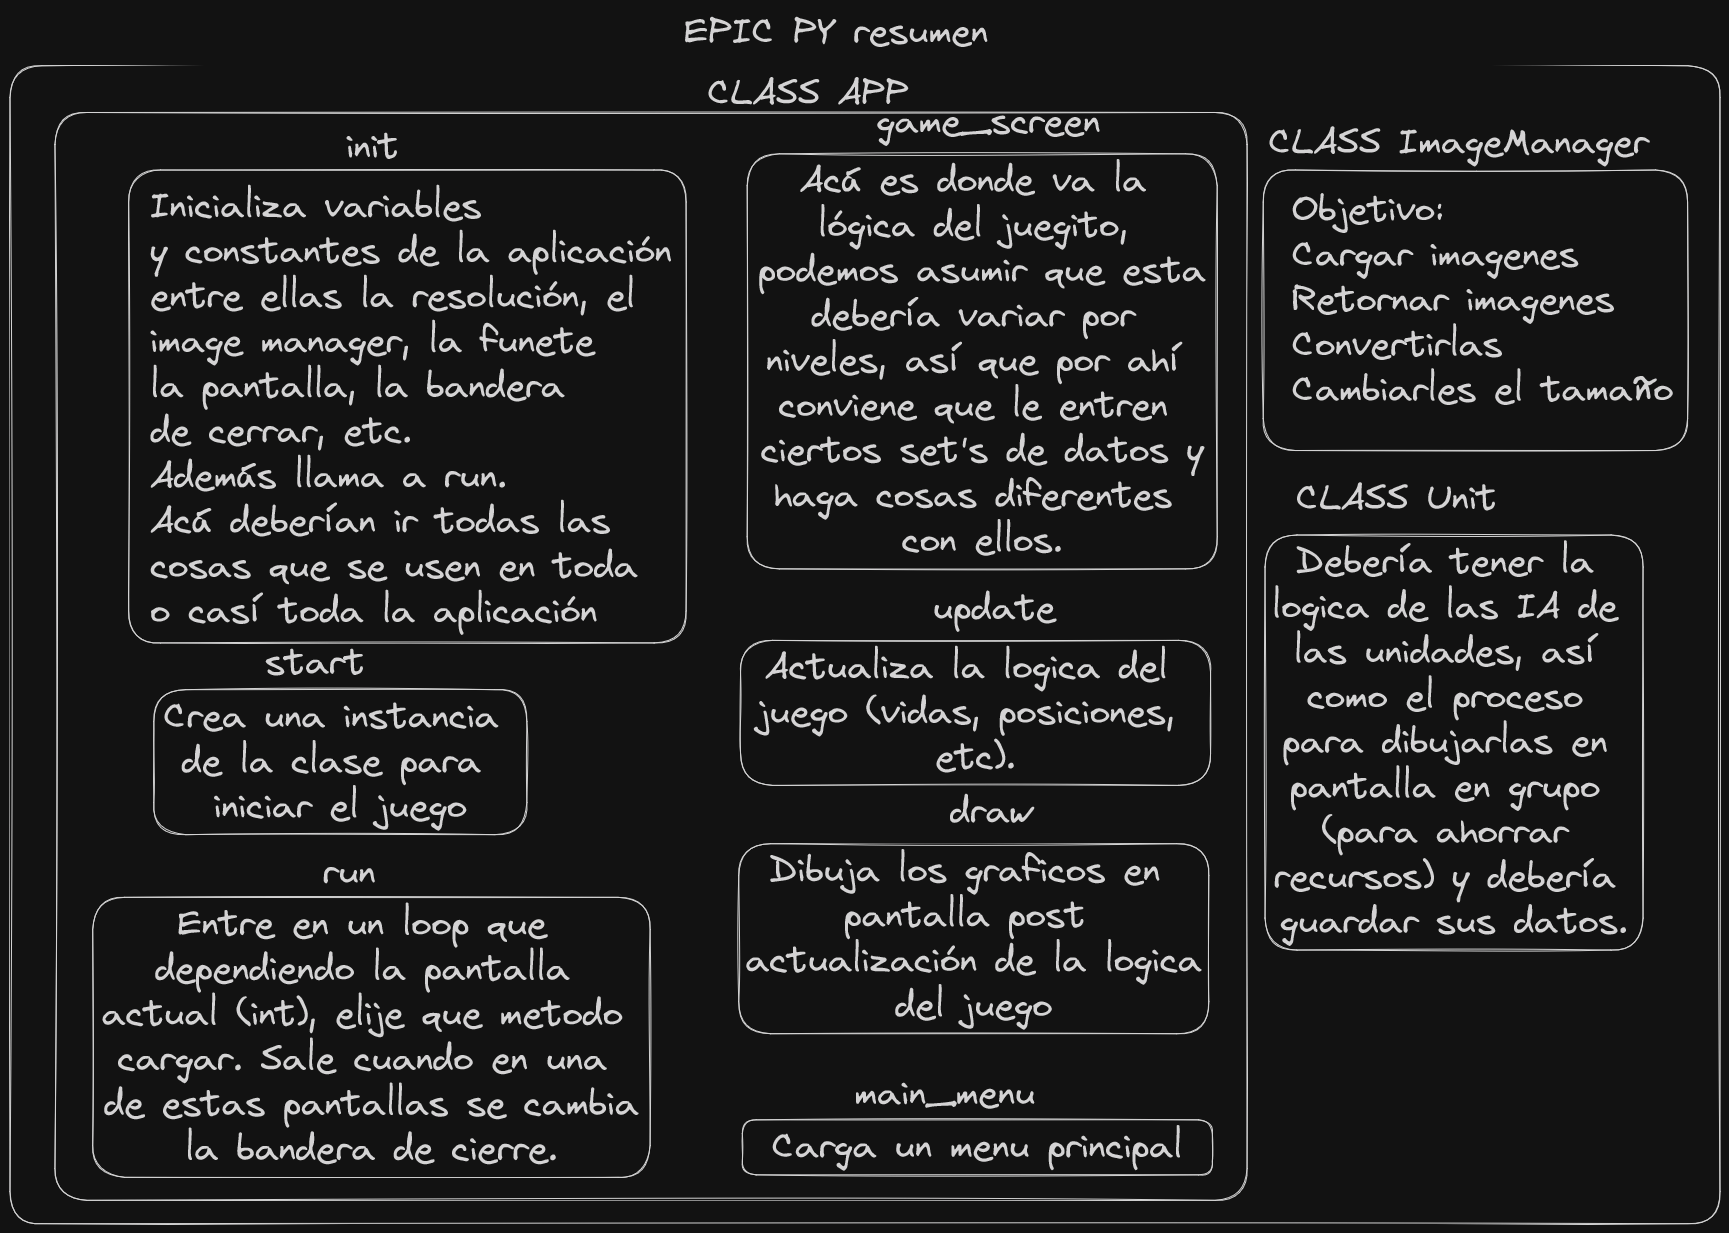 EPIC PY resumen
CLASS APP
init
Inicializa variables
y constantes de la aplicación
entre ellas la resolución, el
image manager, la funete
la pantalla, la bandera
de cerrar, etc.
Además llama a run.
Acá deberían ir todas las
cosas que se usen en toda
o casí toda la aplicación
start
Crea una instancia
de la clase para
iniciar el juego
run
Entre en un loop que
dependiendo la pantalla
actual (int), elije que metodo
cargar. Sale cuando en una
de estas pantallas se cambia
la bandera de cierre.
game_screen
Acá es donde va la
lógica del juegito,
podemos asumir que esta
debería variar por
niveles, así que por ahí
conviene que le entren
ciertos set's de datos y
haga cosas diferentes
con ellos.
update
Actualiza la logica del
juego (vidas, posiciones,
etc).
draw
Dibuja los graficos en
pantalla post
actualización de la logica
del juego
main_menu
Carga un menu principal
CLASS ImageManager
Objetivo:
Cargar imagenes
Retornar imagenes
Convertirlas
Cambiarles el tamaño
CLASS Unit
Debería tener la
logica de las IA de
las unidades, así
como el proceso
para dibujarlas en
pantalla en grupo
(para ahorrar
recursos) y debería
guardar sus datos.